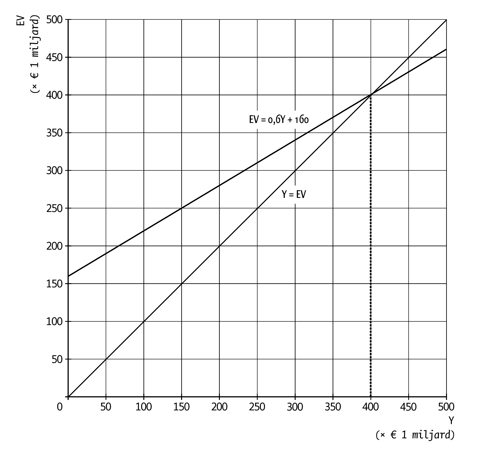 EV
(× € 1 miljard)
500
450
400
350
300
250
200
150
100
50
EV = 0,6Y + 160
Y = EV
0 50 100 150 200 250 300 350 400 450 500
Y
(× € 1 miljard)